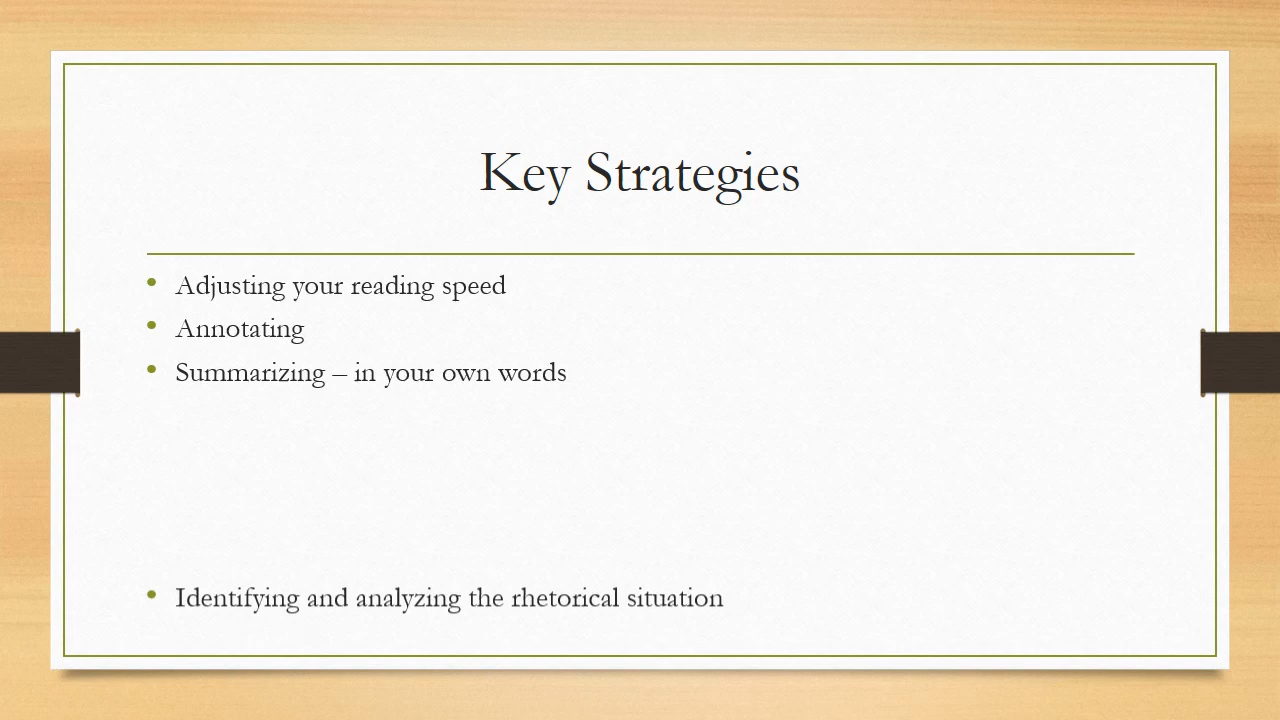 Key Strategies
• Adjusting your reading speed
• Annotating
• Summarizing – in your own words
• Identifying and analyzing the rhetorical situation